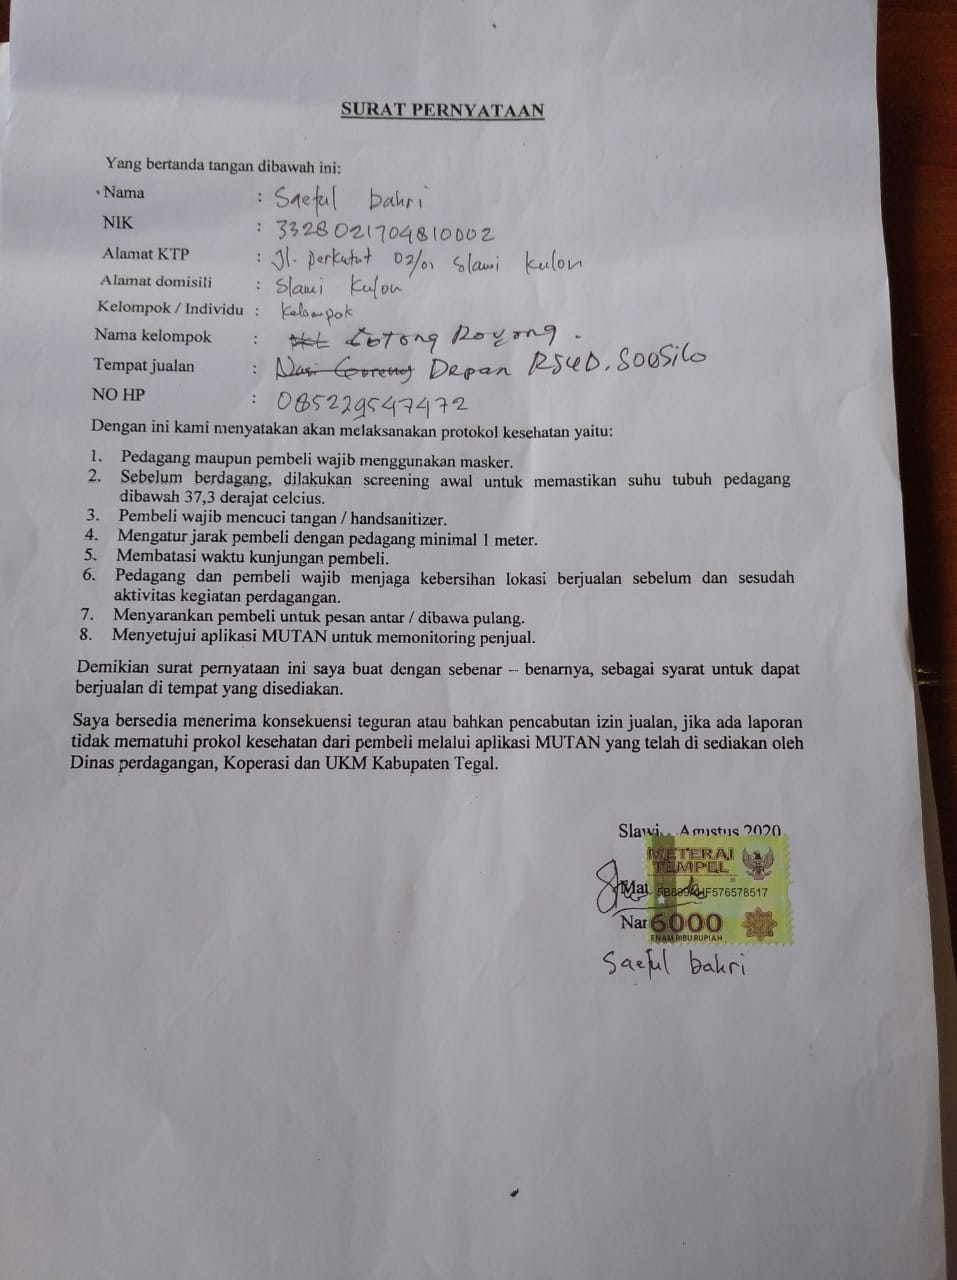 SURAT PERNYATAAN
Yang bertanda tangan dibawah ini:
Nama : Saeful bahri
NIK : 3328021704810002
Alamat KTP : Jl. perkutut 02/01 Slawi Kulon
Alamat domisili : Slawi Kulon
Kelompok / Individu : Kelompok
Nama kelompok : Gotong Royong.
Tempat jualan : Nasi Goreng Depan RSUD. SOESilo
NO HP : 085229547472
Dengan ini kami menyatakan akan melaksanakan protokol kesehatan yaitu:
1. Pedagang maupun pembeli wajib menggunakan masker.
2. Sebelum berdagang, dilakukan screening awal untuk memastikan suhu tubuh pedagang
dibawah 37,3 derajat celcius.
3. Pembeli wajib mencuci tangan / handsanitizer.
4. Mengatur jarak pembeli dengan pedagang minimal 1 meter.
5. Membatasi waktu kunjungan pembeli.
6. Pedagang dan pembeli wajib menjaga kebersihan lokasi berjualan sebelum dan sesudah
aktivitas kegiatan perdagangan.
7. Menyarankan pembeli untuk pesan antar / dibawa pulang.
8. Menyetujui aplikasi MUTAN untuk memonitoring penjual.
Demikian surat pernyataan ini saya buat dengan sebenar -- benarnya, sebagai syarat untuk dapat
berjualan di tempat yang disediakan.
Saya bersedia menerima konsekuensi teguran atau bahkan pencabutan izin jualan, jika ada laporan
tidak mematuhi prokol kesehatan dari pembeli melalui aplikasi MUTAN yang telah di sediakan oleh
Dinas perdagangan, Koperasi dan UKM Kabupaten Tegal.
Slawi, Agustus 2020
METERAI
TEMPEL
Mat
Nar 6000
ENAM RIBU RUPIAH
Saeful bahri